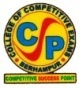 COLLEGE OF COMPETITIVE EXAMS
CSP
BERHAMPUR
COMPETITIVE SUCCESS POINT